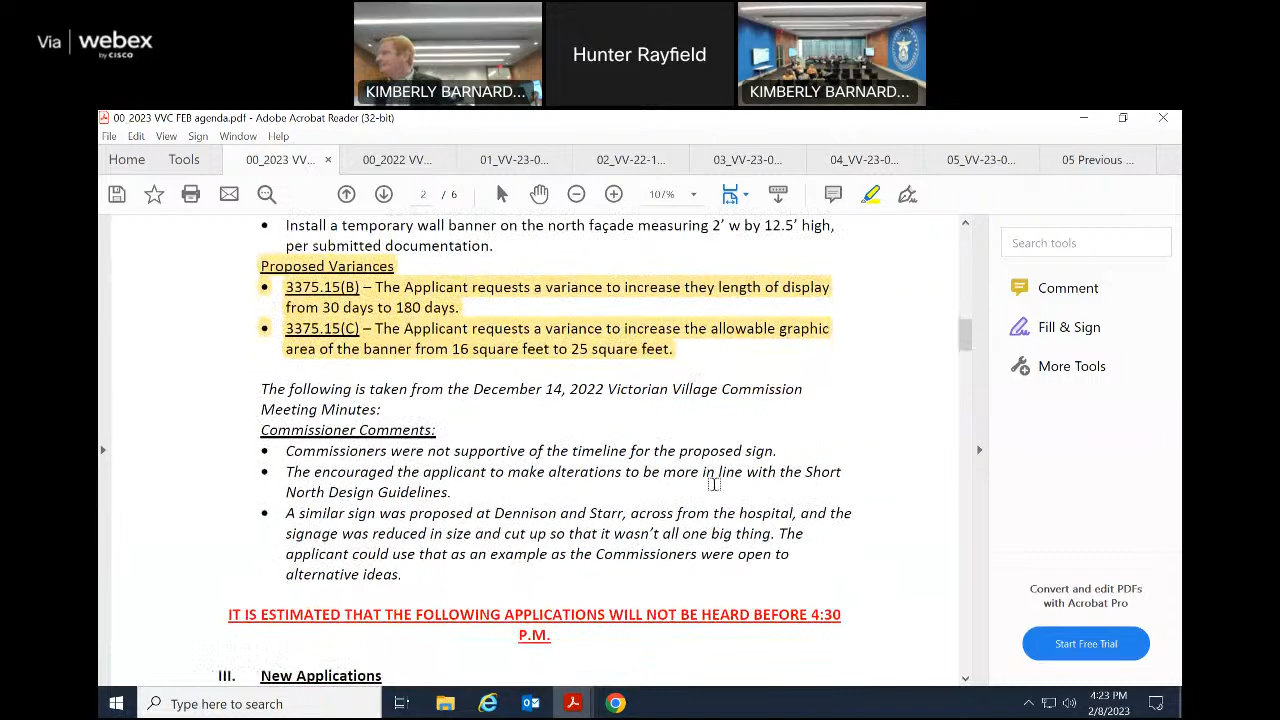 Via webex
by CISCO
KIMBERLY BARNARD...
Hunter Rayfield
KIMBERLY BARNARD...
00_2023 VVC FEB agenda.pdf - Adobe Acrobat Reader (32-bit)
File Edit View Sign Window Help
Home Tools 00_2023 VV... × 00_2022 VV... 01_VV-23-0... 02_VV-22-1... 03_VV-23-0... 04_VV-23-0... 05_VV-23-0... 05 Previous ...
2 / 6 107%
• Install a temporary wall banner on the north façade measuring 2’ w by 12.5’ high,
per submitted documentation.
Proposed Variances
• 3375.15(B) – The Applicant requests a variance to increase they length of display
from 30 days to 180 days.
• 3375.15(C) – The Applicant requests a variance to increase the allowable graphic
area of the banner from 16 square feet to 25 square feet.
The following is taken from the December 14, 2022 Victorian Village Commission
Meeting Minutes:
Commissioner Comments:
• Commissioners were not supportive of the timeline for the proposed sign.
• The encouraged the applicant to make alterations to be more in line with the Short
North Design Guidelines.
• A similar sign was proposed at Dennison and Starr, across from the hospital, and the
signage was reduced in size and cut up so that it wasn’t all one big thing. The
applicant could use that as an example as the Commissioners were open to
alternative ideas.
IT IS ESTIMATED THAT THE FOLLOWING APPLICATIONS WILL NOT BE HEARD BEFORE 4:30
P.M.
III. New Applications
Search tools
Comment
Fill & Sign
More Tools
Convert and edit PDFs
with Acrobat Pro
Start Free Trial
Type here to search
4:23 PM
2/8/2023